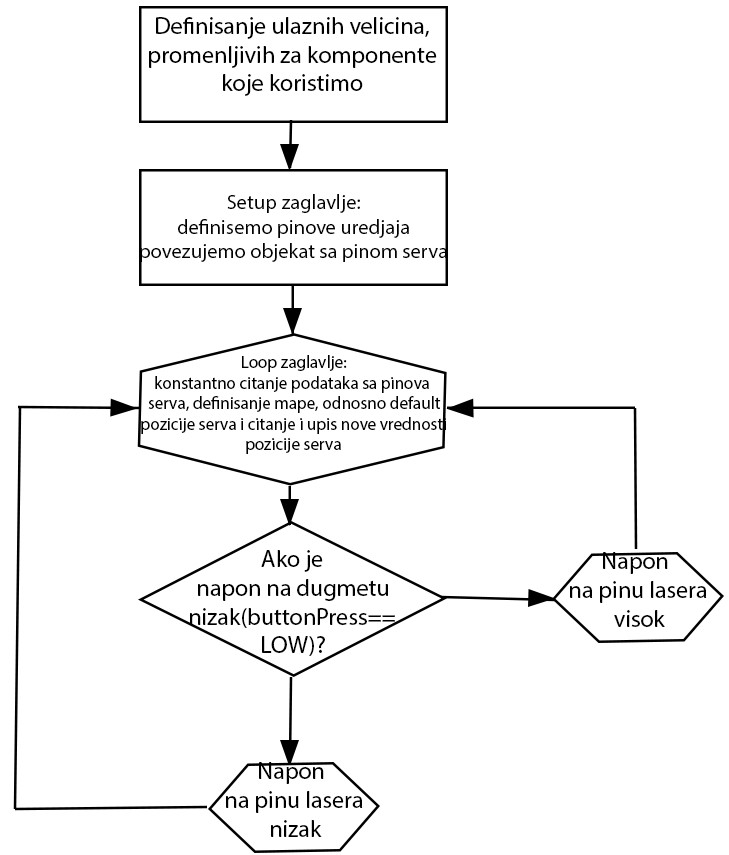 Definisanje ulaznih velicina,
promenljivih za komponente
koje koristimo
Setup zaglavlje:
definisemo pinove uredjaja
povezujemo objekat sa pinom serva
Loop zaglavlje:
konstantno citanje podataka sa pinova
serva, definisanje mape, odnosno default
pozicije serva i citanje i upis nove vrednosti
pozicije serva
Ako je
napon na dugmetu
nizak(buttonPress==
LOW)?
Napon
na pinu lasera
visok
Napon
na pinu lasera
nizak